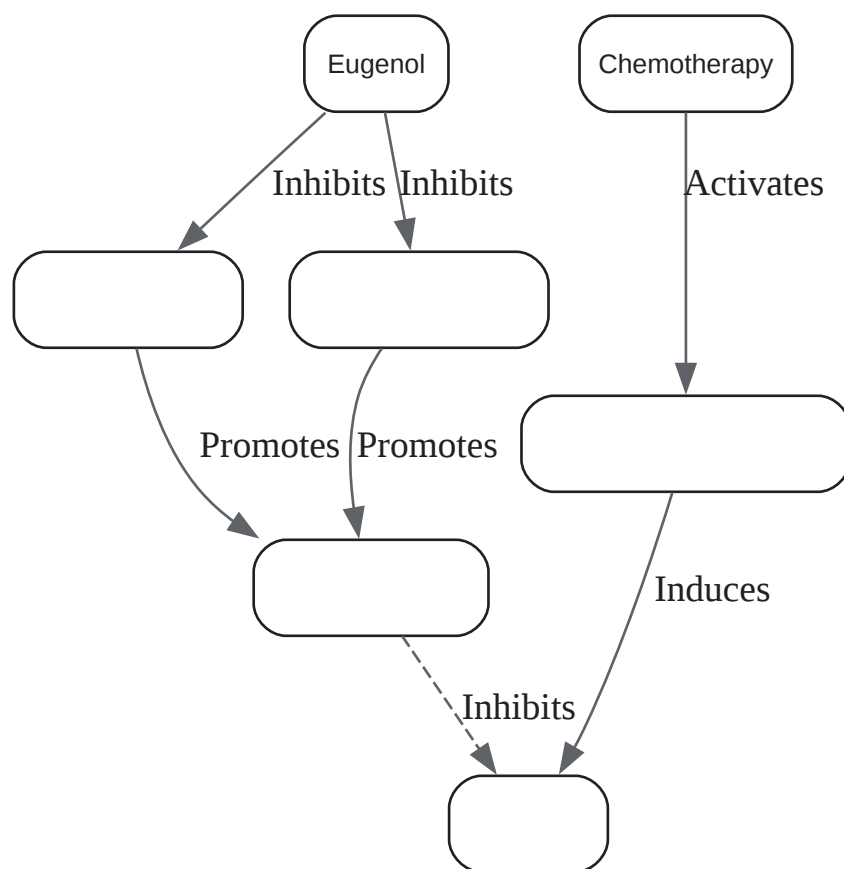 Eugenol
Chemotherapy
Inhibits
Inhibits
Activates
Promotes
Promotes
Induces
Inhibits